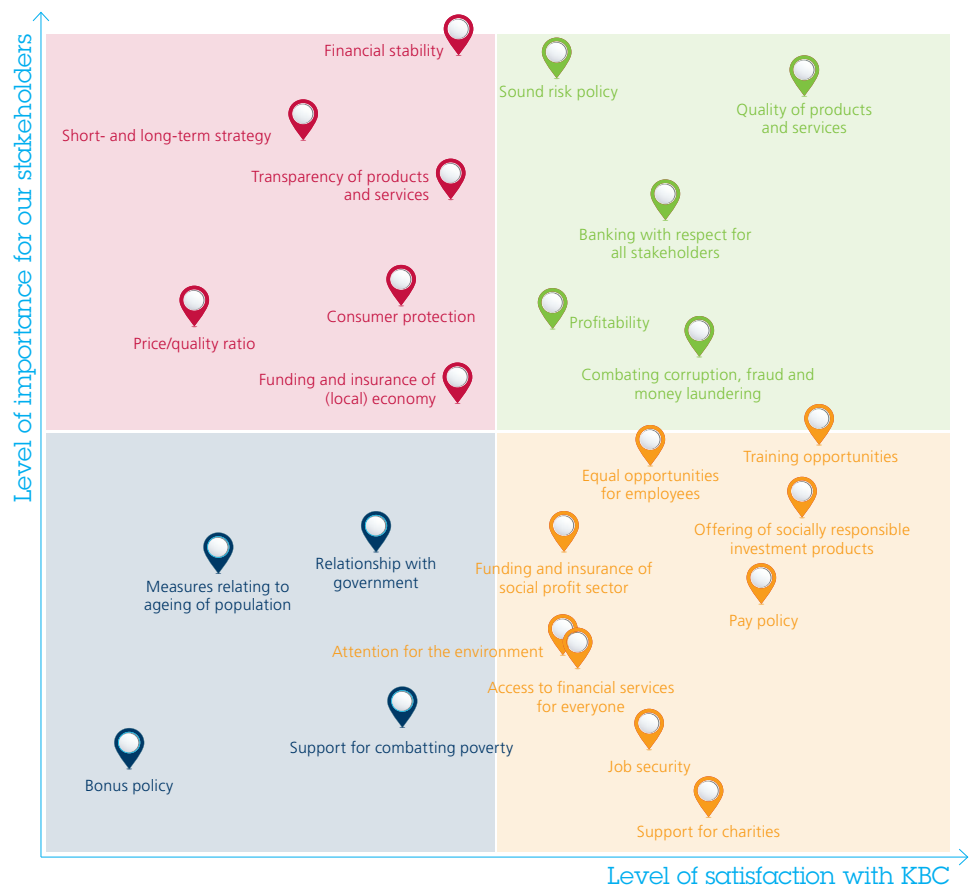 Level of importance for our stakeholders
Financial stability
Short- and long-term strategy
Transparency of products
and services
Consumer protection
Price/quality ratio
Funding and insurance of
(local) economy
Sound risk policy
Quality of products
and services
Banking with respect for
all stakeholders
Profitability
Combating corruption, fraud and
money laundering
Measures relating to
ageing of population
Relationship with
government
Support for combatting poverty
Bonus policy
Training opportunities
Equal opportunities
for employees
Offering of socially responsible
investment products
Funding and insurance of
social profit sector
Pay policy
Attention for the environment
Access to financial services
for everyone
Job security
Support for charities
Level of satisfaction with KBC